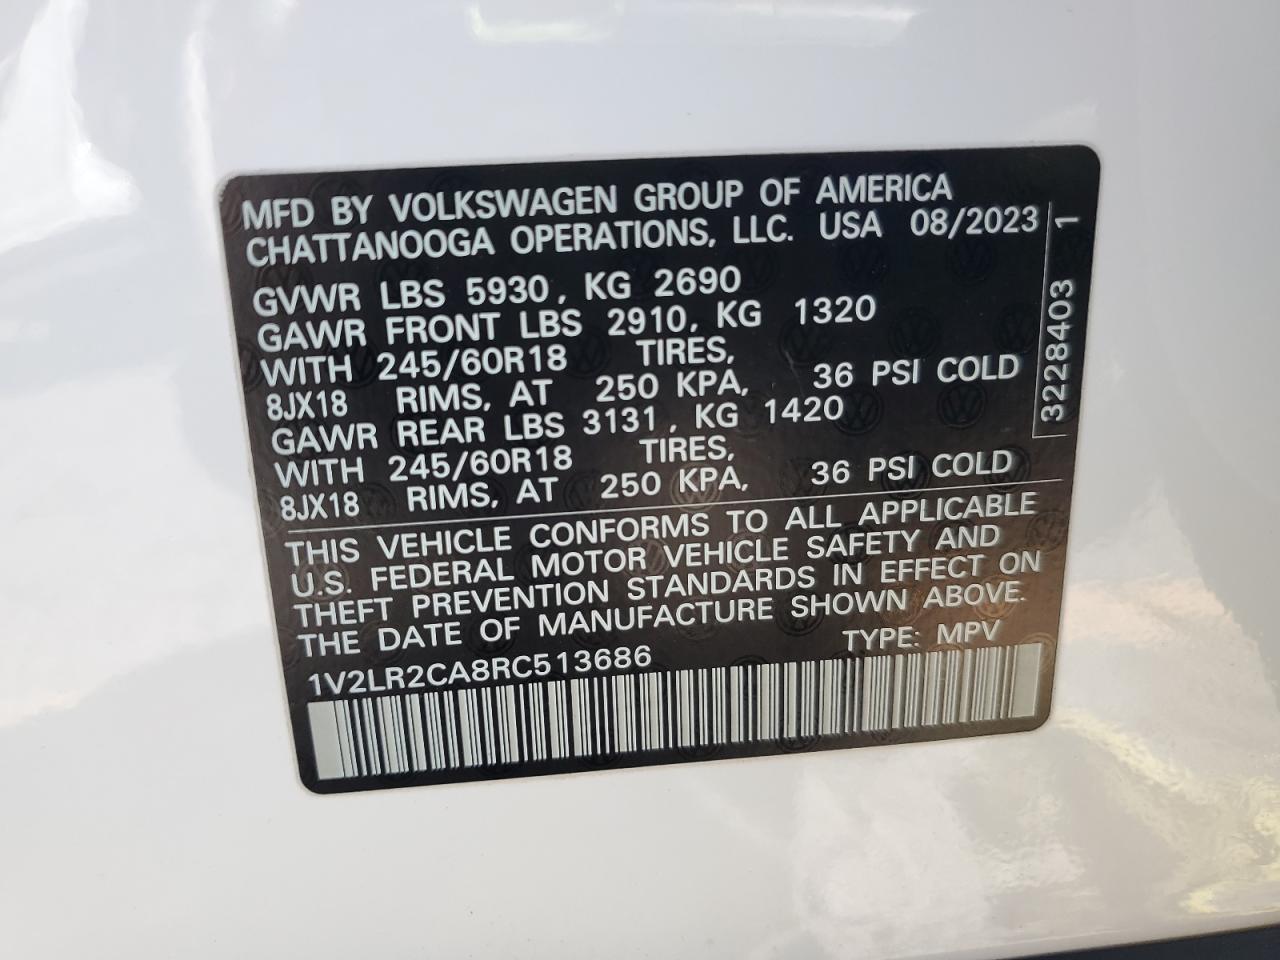 MFD BY VOLKSWAGEN GROUP OF AMERICA
CHATTANOOGA OPERATIONS, LLC. USA 08/2023
GVWR LBS 5930, KG 2690
GAWR FRONT LBS 2910, KG 1320
WITH 245/60R18 TIRES,
8JX18 RIMS, AT 250 KPA, 36 PSI COLD
GAWR REAR LBS 3131, KG 1420
WITH 245/60R18 TIRES,
8JX18 RIMS, AT 250 KPA, 36 PSI COLD
3228403 1
THIS VEHICLE CONFORMS TO ALL APPLICABLE
U.S. FEDERAL MOTOR VEHICLE SAFETY AND
THEFT PREVENTION STANDARDS IN EFFECT ON
THE DATE OF MANUFACTURE SHOWN ABOVE.
1V2LR2CA8RC513686 TYPE: MPV